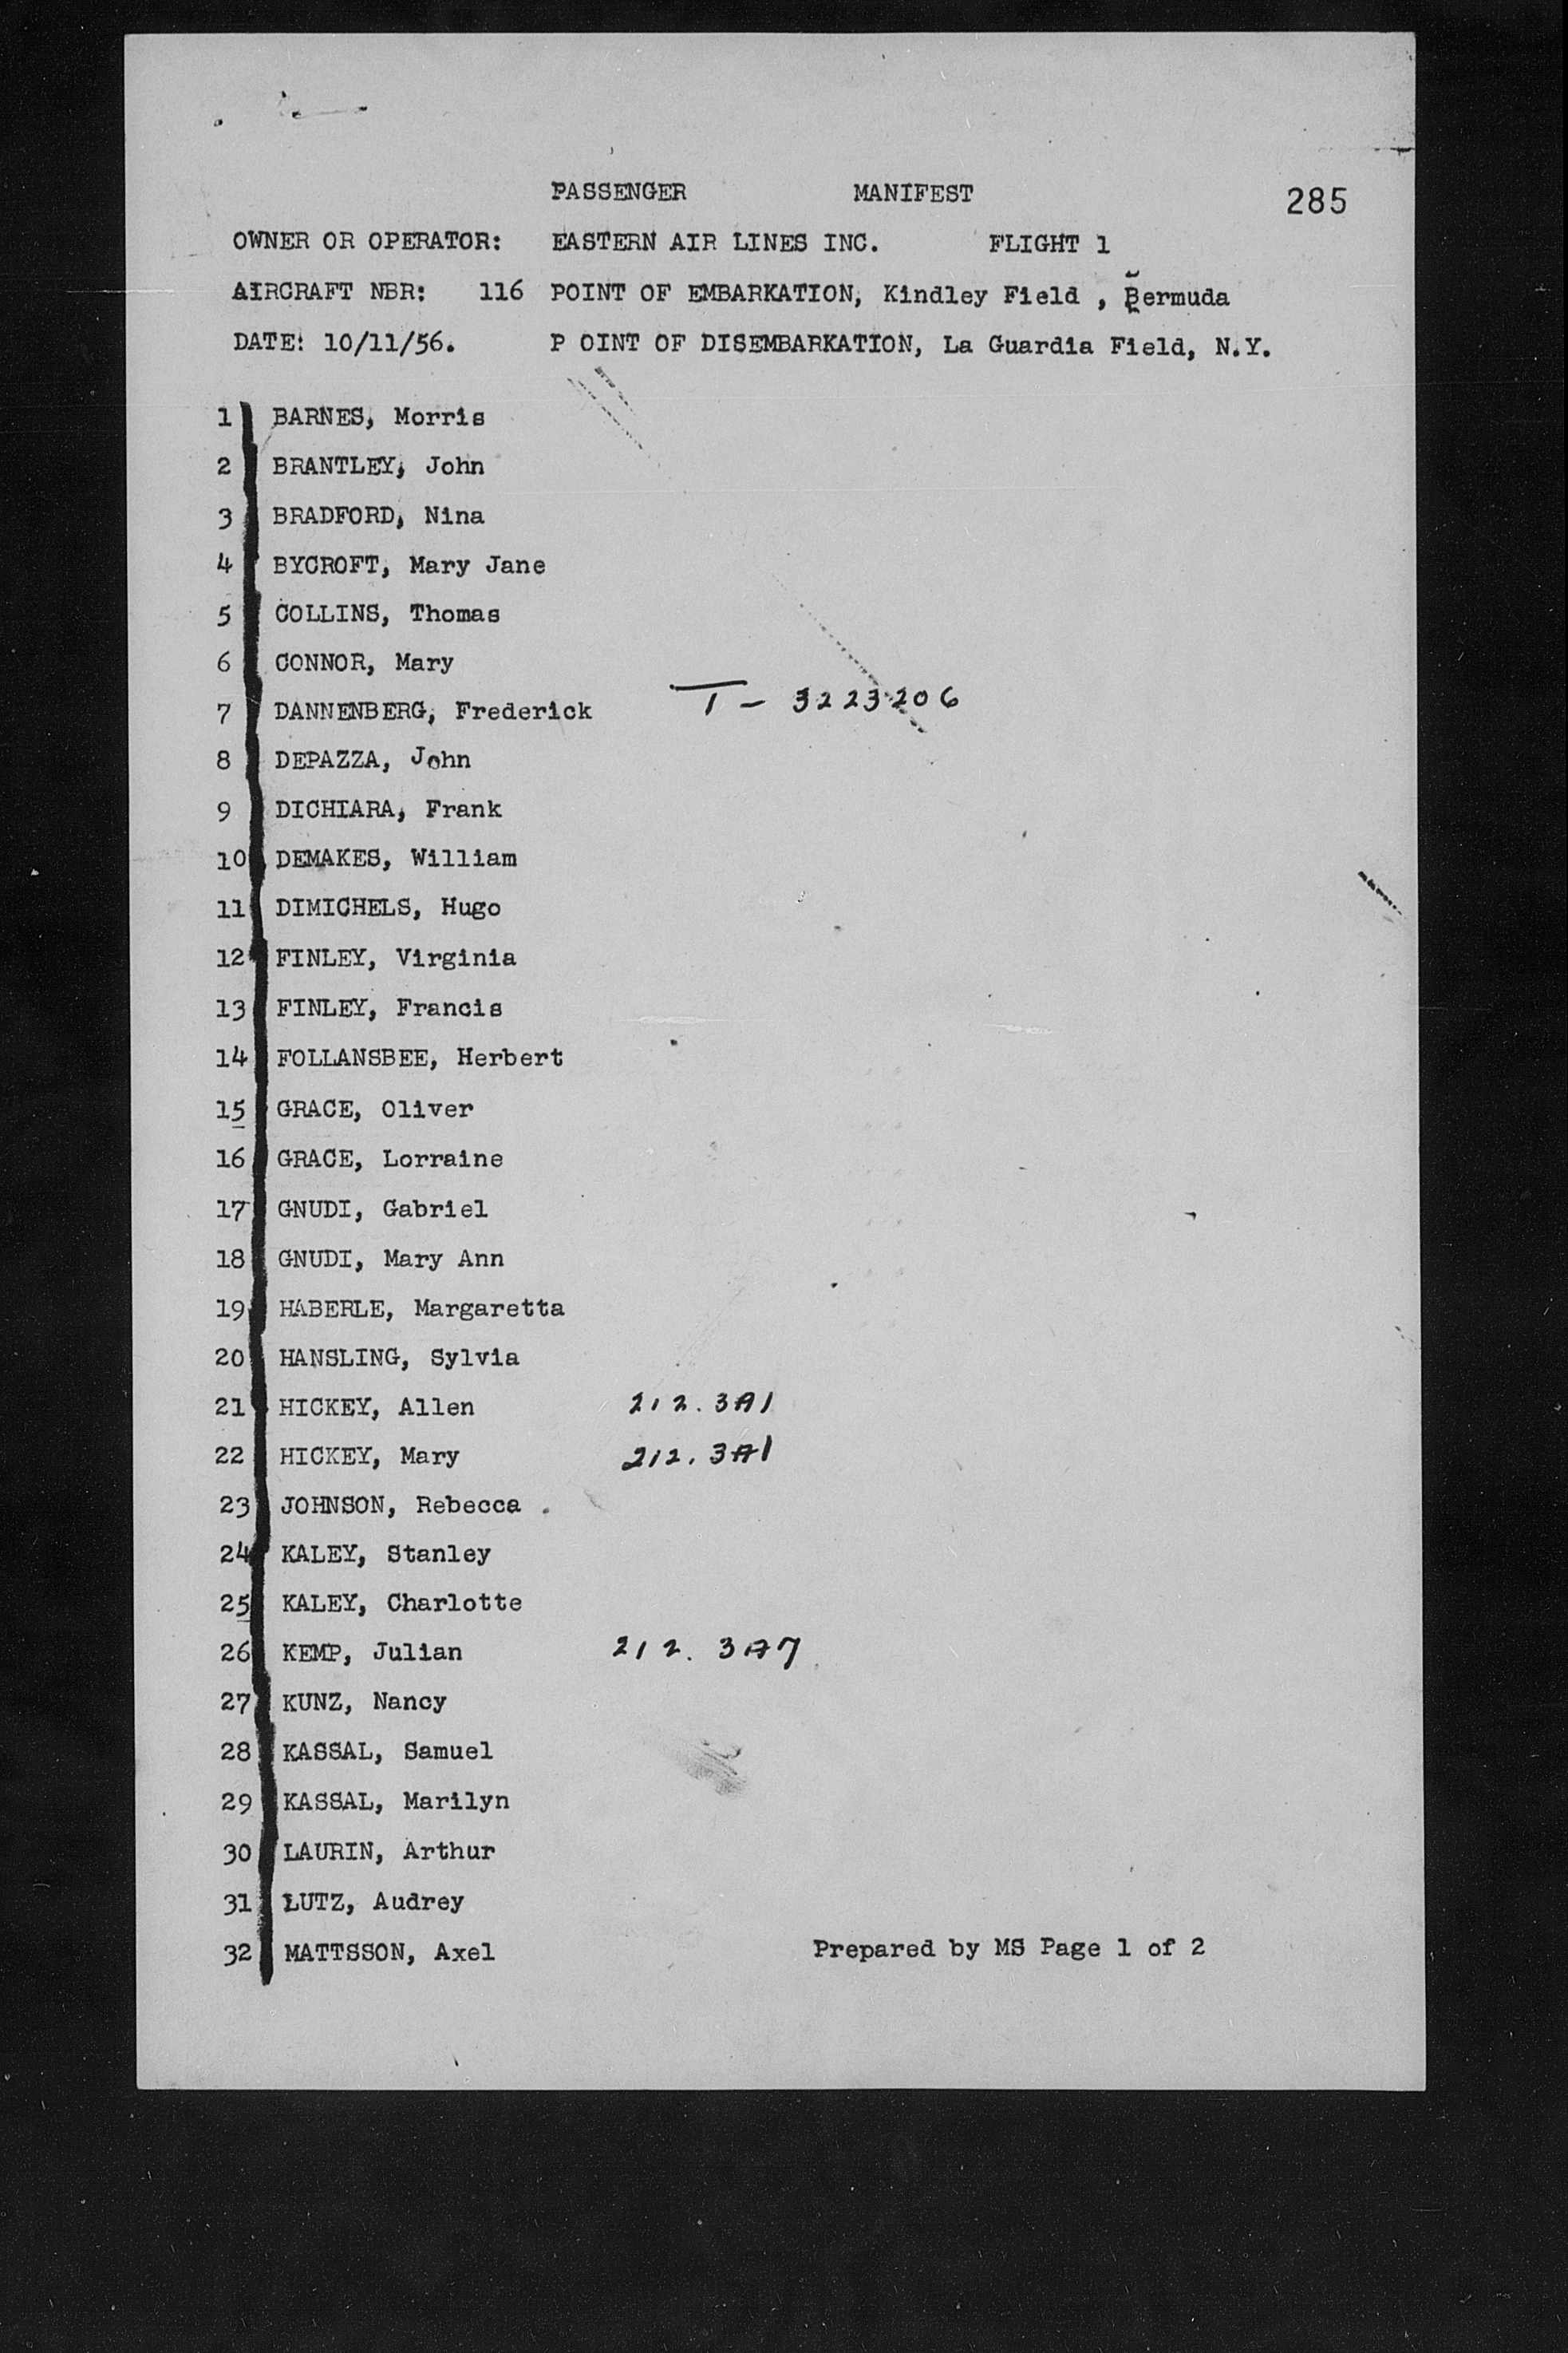 PASSENGER MANIFEST 285
OWNER OR OPERATOR: EASTERN AIR LINES INC. FLIGHT 1
AIRCRAFT NBR: 116 POINT OF EMBARKATION, Kindley Field , Bermuda
DATE: 10/11/56. P OINT OF DISEMBARKATION, La Guardia Field, N.Y.
1 BARNES, Morris
2 BRANTLEY, John
3 BRADFORD, Nina
4 BYCROFT, Mary Jane
5 COLLINS, Thomas
6 CONNOR, Mary
7 DANNENBERG, Frederick T - 3223206
8 DEPAZZA, John
9 DICHIARA, Frank
10 DEMAKES, William
11 DIMICHELS, Hugo
12 FINLEY, Virginia
13 FINLEY, Francis
14 FOLLANSBEE, Herbert
15 GRACE, Oliver
16 GRACE, Lorraine
17 GNUDI, Gabriel
18 GNUDI, Mary Ann
19 HABERLE, Margaretta
20 HANSLING, Sylvia
21 HICKEY, Allen 212.3A1
22 HICKEY, Mary 212.3A1
23 JOHNSON, Rebecca .
24 KALEY, Stanley
25 KALEY, Charlotte
26 KEMP, Julian 212.3A7
27 KUNZ, Nancy
28 KASSAL, Samuel
29 KASSAL, Marilyn
30 LAURIN, Arthur
31 LUTZ, Audrey
32 MATTSSON, Axel Prepared by MS Page 1 of 2